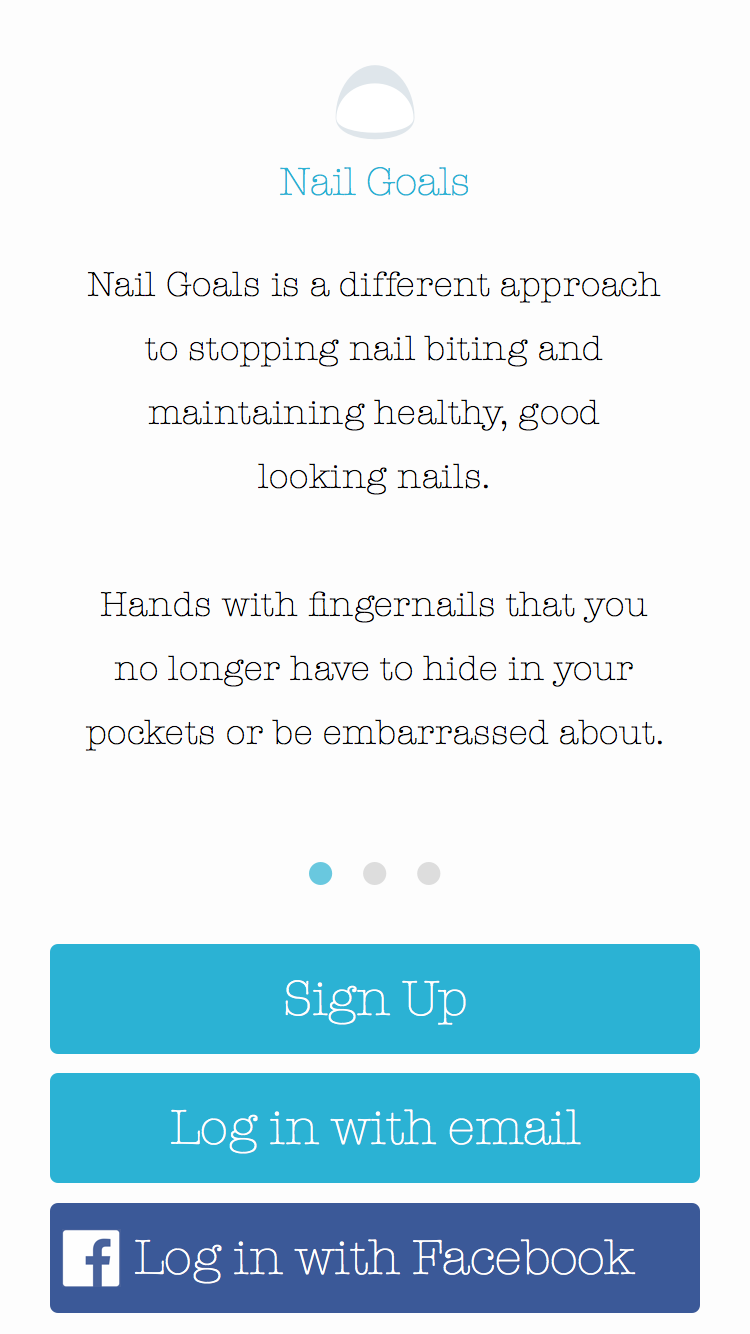 Nail Goals
Nail Goals is a different approach
to stopping nail biting and
maintaining healthy, good
looking nails.
Hands with fingernails that you
no longer have to hide in your
pockets or be embarrassed about.
Sign Up
Log in with email
f Log in with Facebook